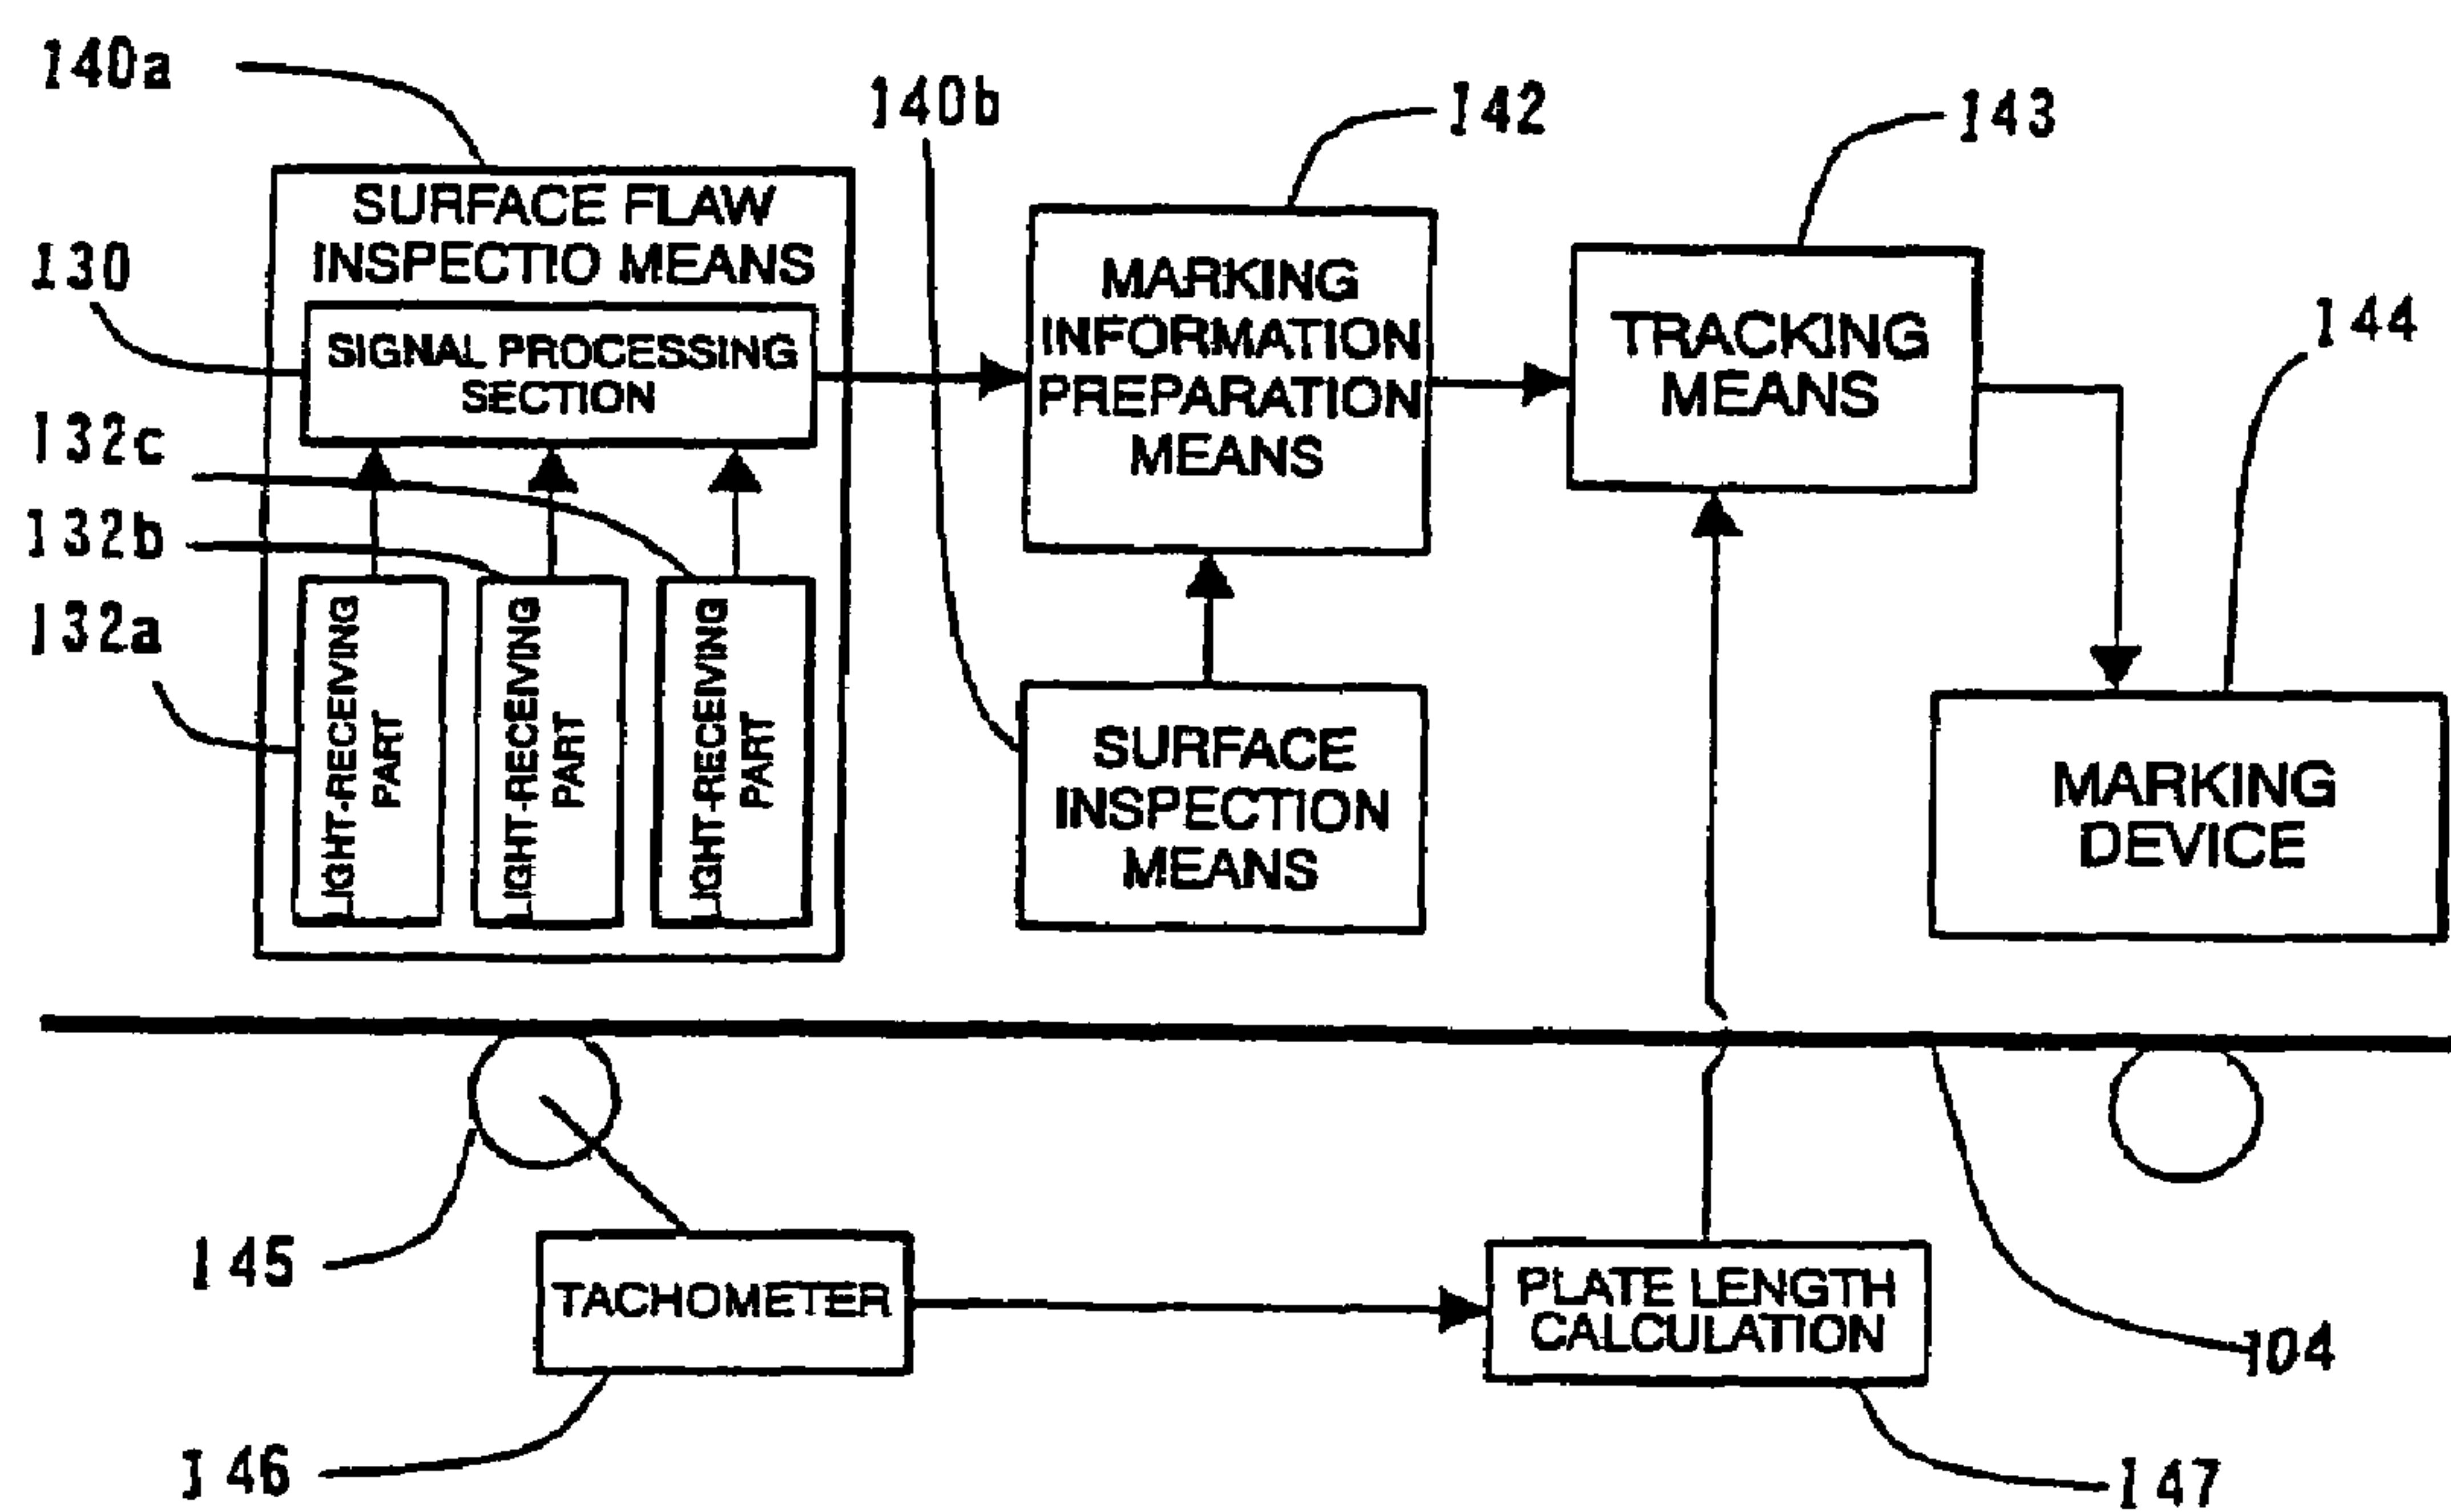 140a
140b
142
143
SURFACE FLAW
INSPECTIO MEANS
130
SIGNAL PROCESSING
SECTION
MARKING
INFORMATION
PREPARATION
MEANS
TRACKING
MEANS
144
132c
132b
132a
LIGHT-RECEIVING
PART
LIGHT-RECEIVING
PART
LIGHT-RECEIVING
PART
SURFACE
INSPECTION
MEANS
MARKING
DEVICE
145
TACHOMETER
PLATE LENGTH
CALCULATION
104
146
147